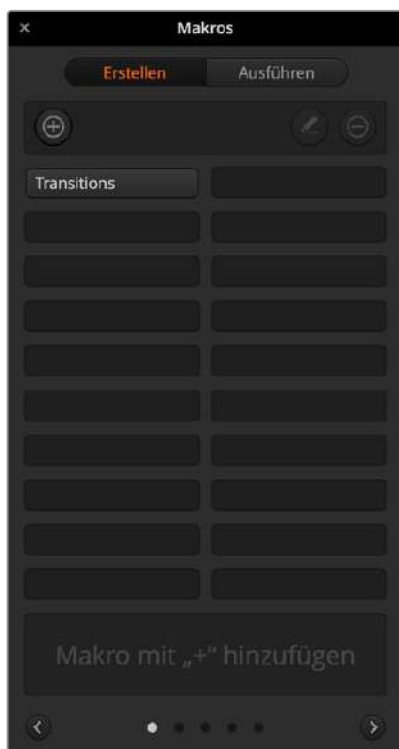 Makros
Erstellen Ausführen
Transitions
Makro mit „+“ hinzufügen